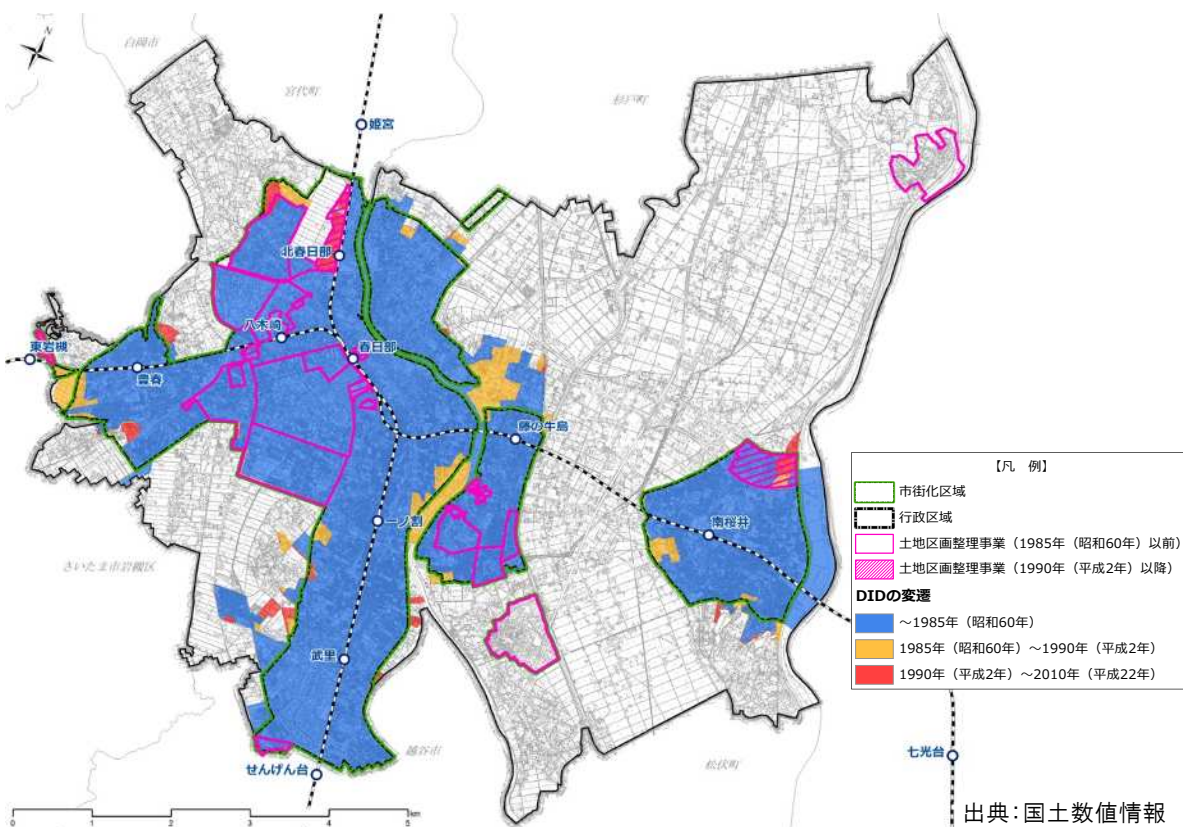 N
白岡市
宮代町
杉戸町
姫宮
北春日部
八木崎
春日部
東岩槻
豊春
藤の牛島
一ノ割
南桜井
さいたま市岩槻区
武里
越谷市
せんげん台
松伏町
七光台
【凡 例】
市街化区域
行政区域
土地区画整理事業（1985年（昭和60年）以前）
土地区画整理事業（1990年（平成2年）以降）
DIDの変遷
～1985年（昭和60年）
1985年（昭和60年）～1990年（平成2年）
1990年（平成2年）～2010年（平成22年）
0 1 2 3 4 5 km
出典：国土数値情報